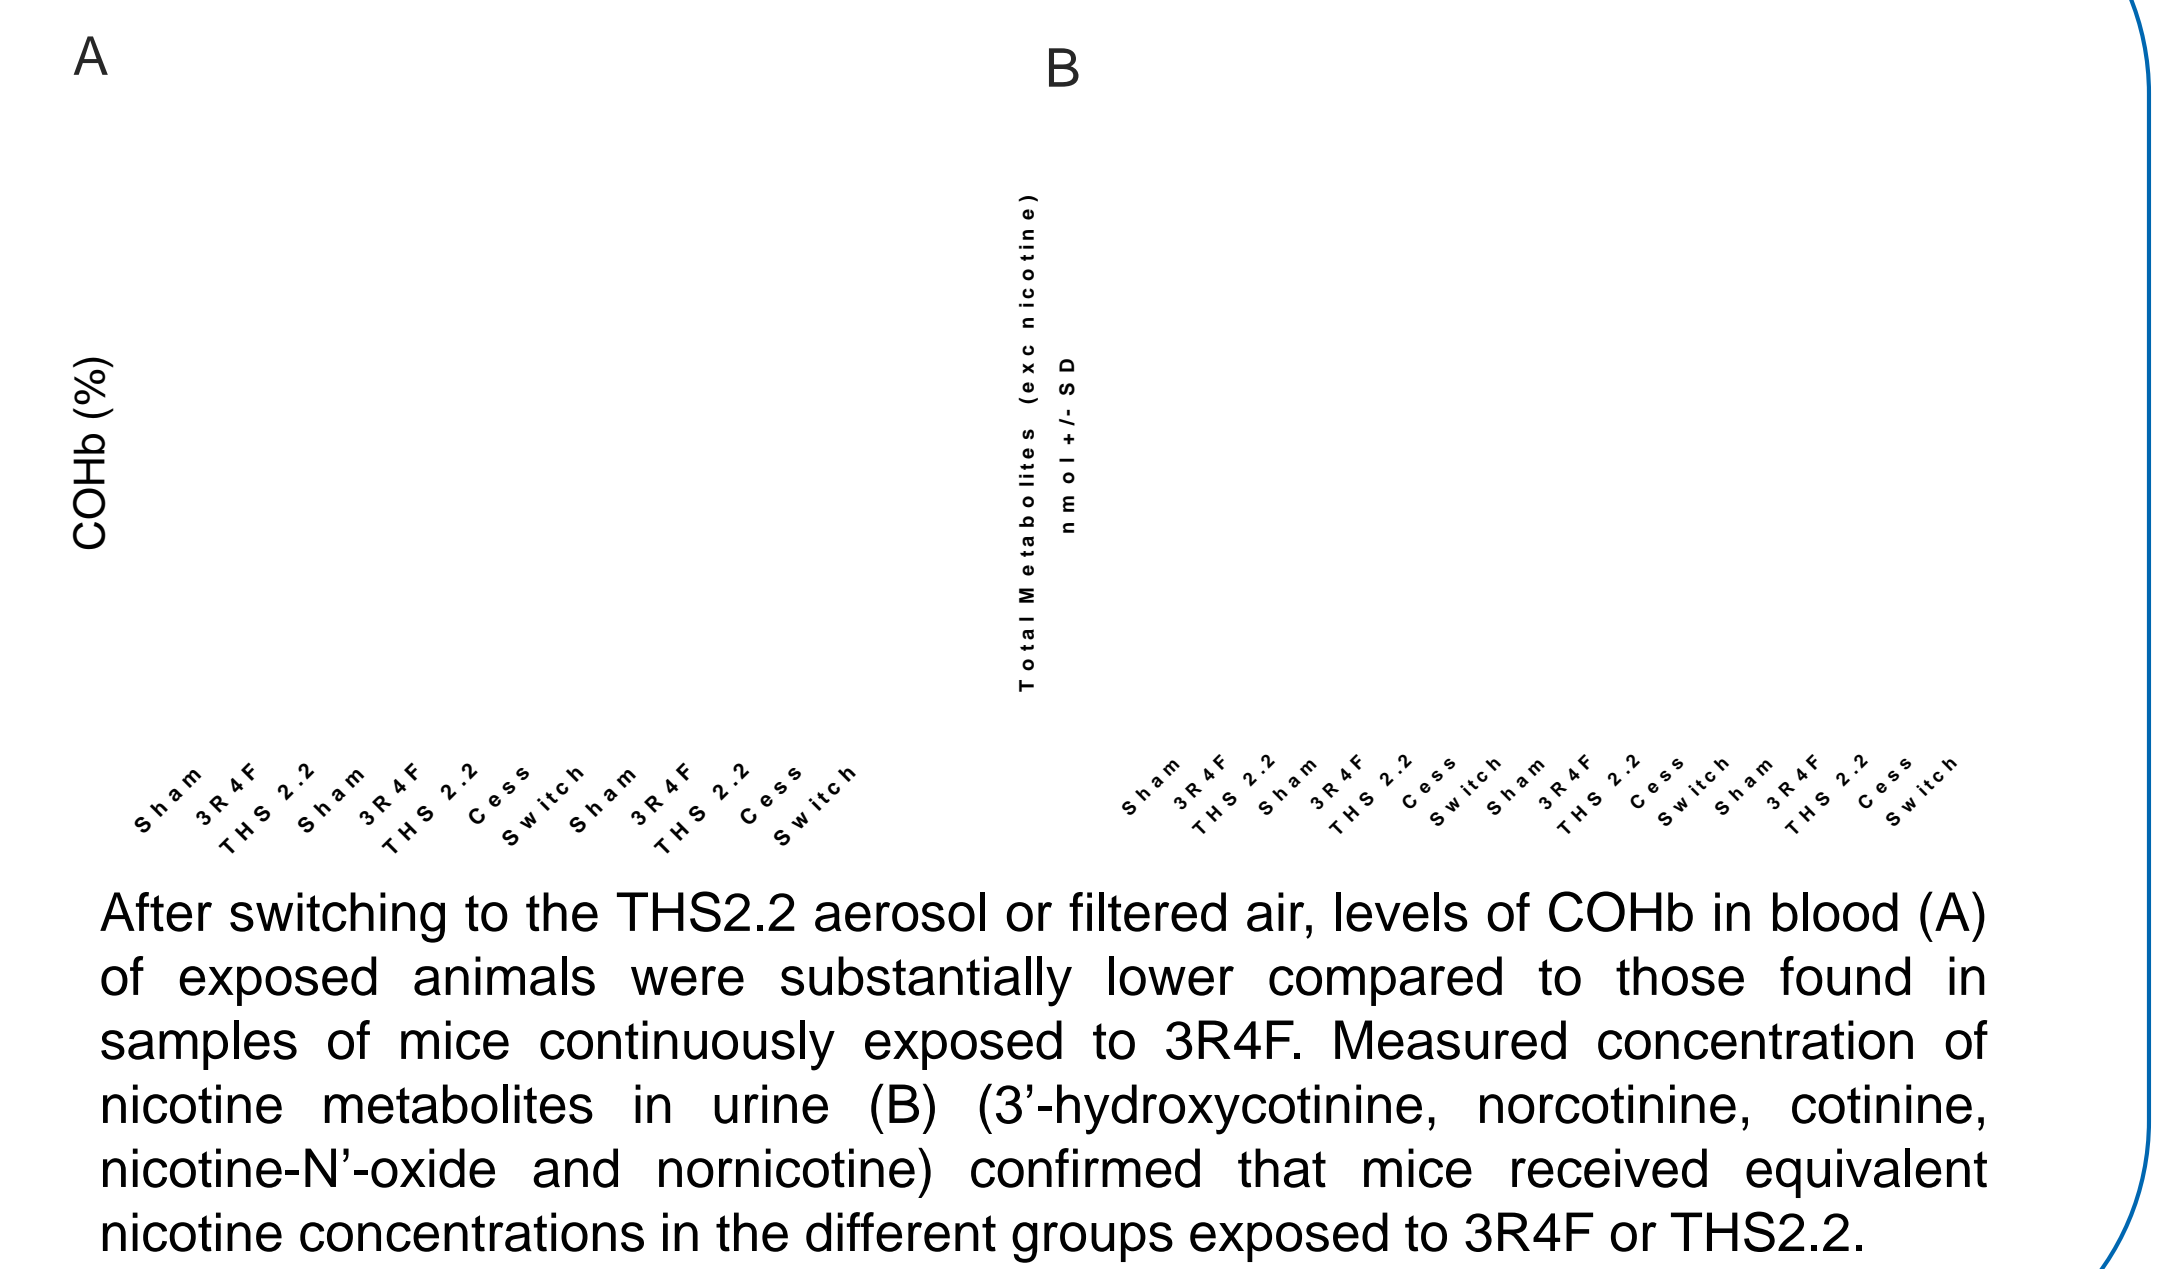 A
B
COHb (%)
Total Metabolites (exc nicotine)
nmol +/- SD
Sham
3R4F
THS 2.2
Sham
3R4F
THS 2.2
Cess
Switch
Sham
3R4F
THS 2.2
Cess
Switch
Sham
3R4F
THS 2.2
Sham
3R4F
THS 2.2
Cess
Switch
Sham
3R4F
THS 2.2
Cess
Switch
Sham
3R4F
THS 2.2
Cess
Switch
After switching to the THS2.2 aerosol or filtered air, levels of COHb in blood (A)
of exposed animals were substantially lower compared to those found in
samples of mice continuously exposed to 3R4F. Measured concentration of
nicotine metabolites in urine (B) (3’-hydroxycotinine, norcotinine, cotinine,
nicotine-N’-oxide and nornicotine) confirmed that mice received equivalent
nicotine concentrations in the different groups exposed to 3R4F or THS2.2.